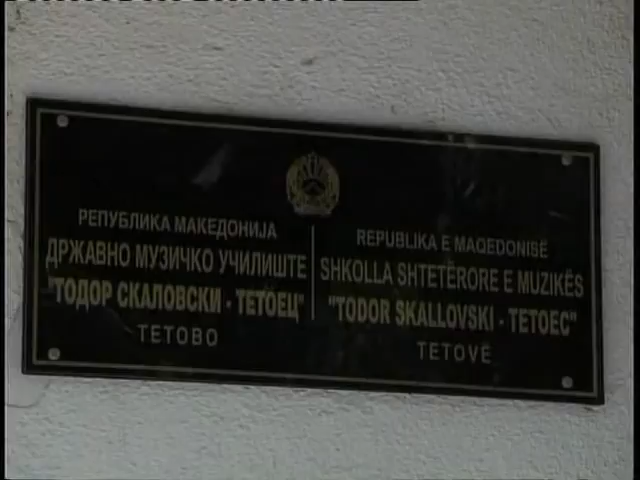 РЕПУБЛИКА МАКЕДОНИЈА
ДРЖАВНО МУЗИЧКО УЧИЛИШТЕ
"ТОДОР СКАЛОВСКИ - ТЕТОЕЦ"
ТЕТОВО
REPUBLIKA E MAQEDONISË
SHKOLLA SHTETËRORE E MUZIKËS
"TODOR SKALLOVSKI - TETOEC"
TETOVË